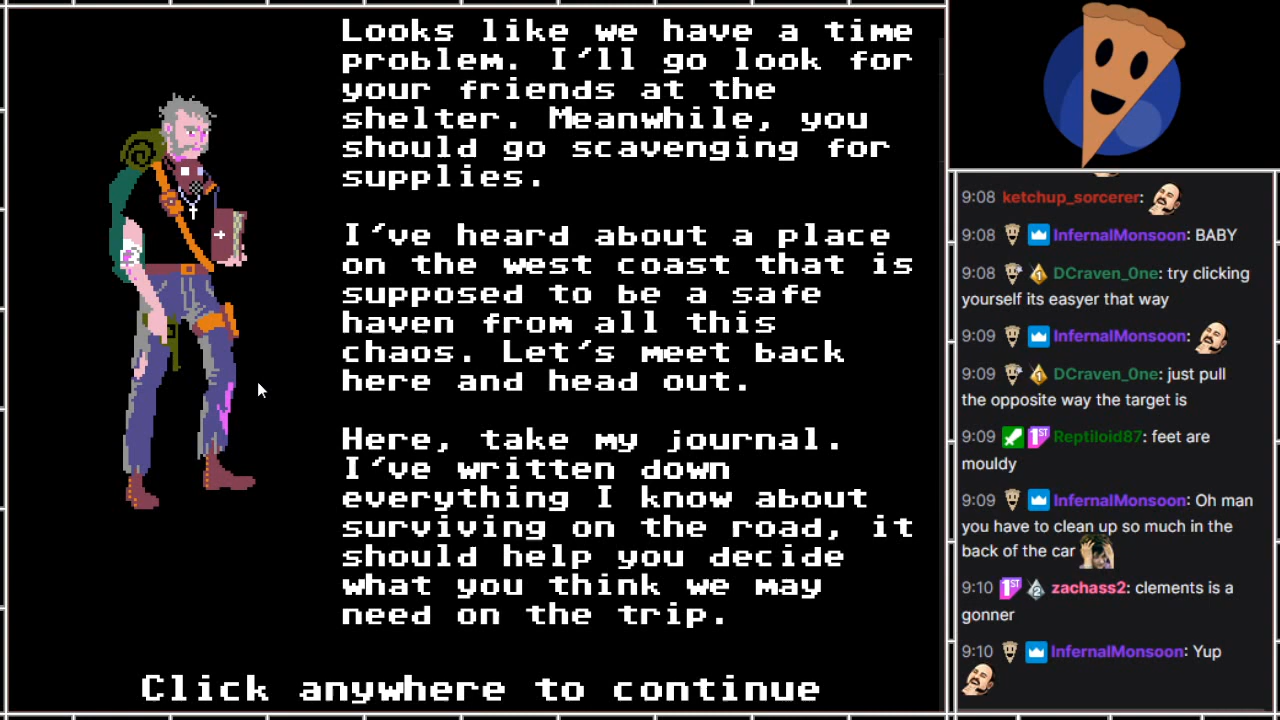 Looks like we have a time
problem. I'll go look for
your friends at the
shelter. Meanwhile, you
should go scavenging for
supplies.
I've heard about a place
on the west coast that is
supposed to be a safe
haven from all this
chaos. Let's meet back
here and head out.
Here, take my journal.
I've written down
everything I know about
surviving on the road, it
should help you decide
what you think we may
need on the trip.
Click anywhere to continue
9:08 ketchup_sorcerer:
9:08 InfernalMonsoon: BABY
9:08 1 DCraven_One: try clicking
yourself its easyer that way
9:09 InfernalMonsoon:
9:09 1 DCraven_One: just pull
the opposite way the target is
9:09 1ST Reptiloid87: feet are
mouldy
9:09 InfernalMonsoon: Oh man
you have to clean up so much in the
back of the car
9:10 1ST 2 zachass2: clements is a
gonner
9:10 InfernalMonsoon: Yup